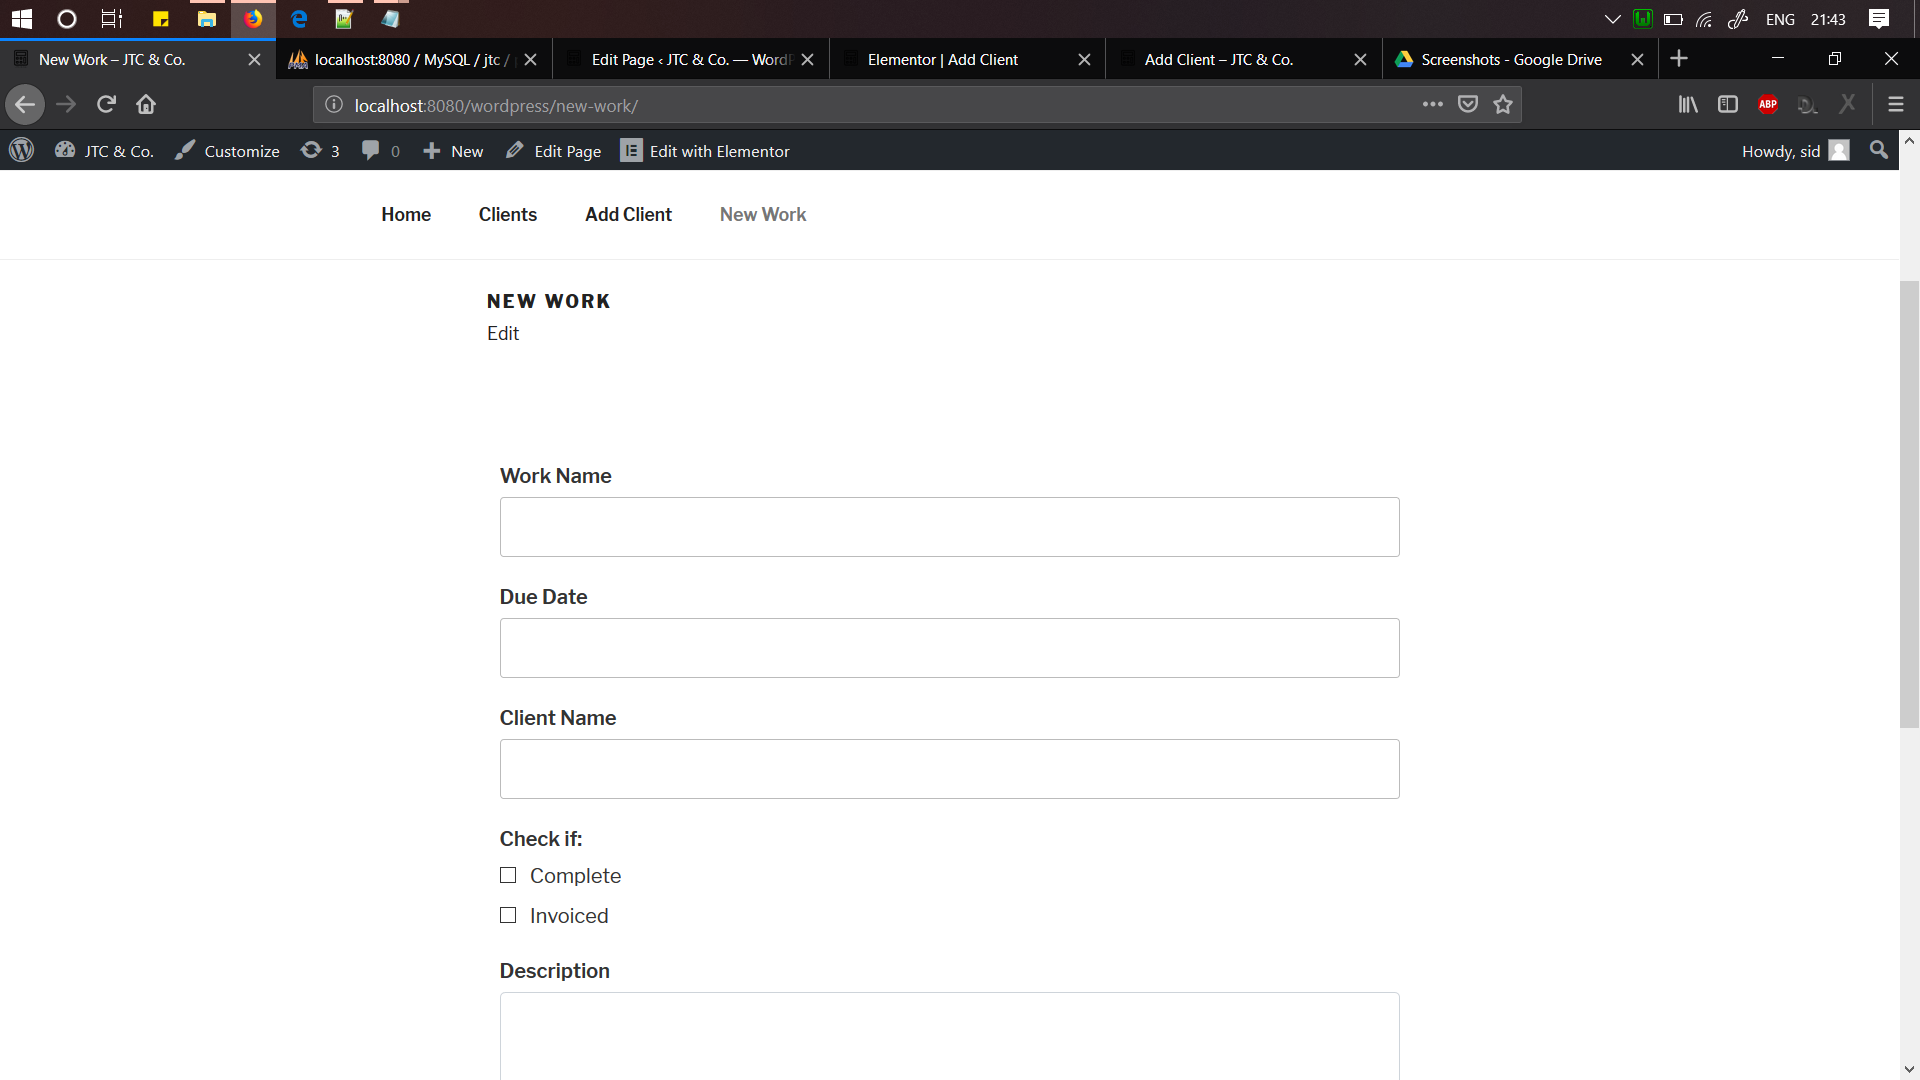 ENG 21:43
New Work – JTC & Co.
localhost:8080 / MySQL / jtc /
Edit Page ‹ JTC & Co. — WordP
Elementor | Add Client
Add Client – JTC & Co.
Screenshots - Google Drive
localhost:8080/wordpress/new-work/
ABP
JTC & Co. Customize 3 0 New Edit Page Edit with Elementor Howdy, sid
Home Clients Add Client New Work
NEW WORK
Edit
Work Name
Due Date
Client Name
Check if:
Complete
Invoiced
Description